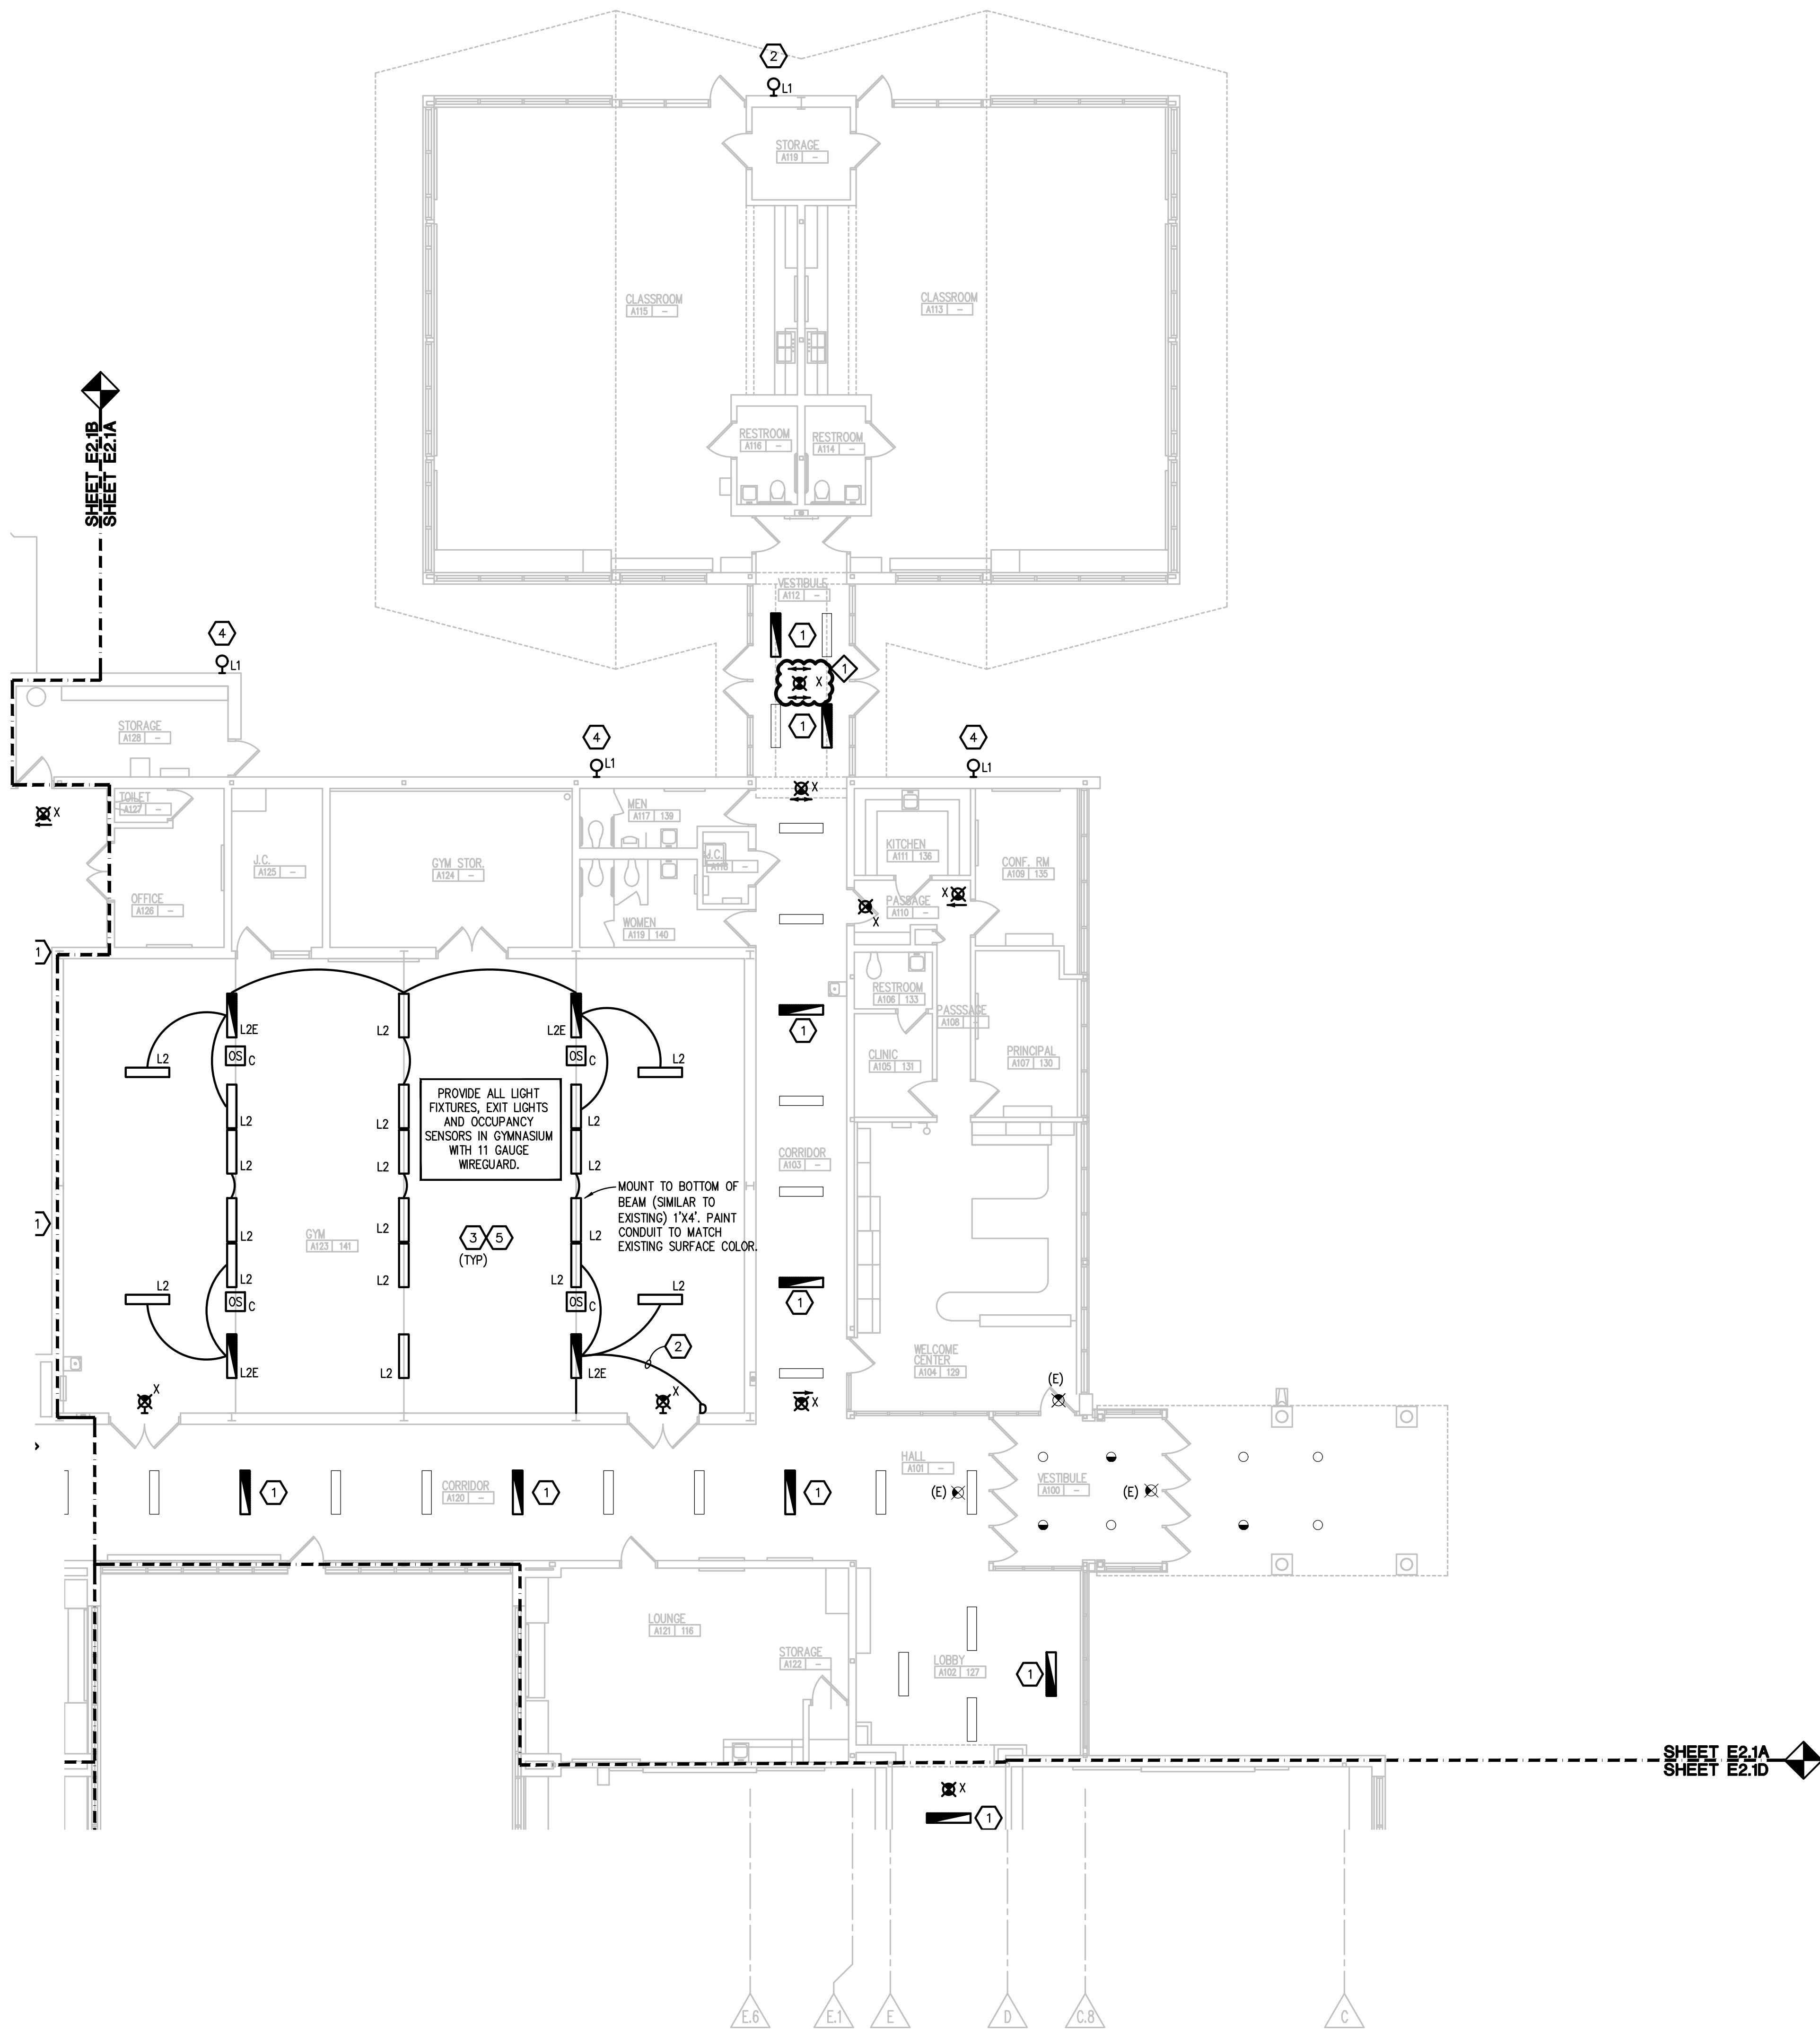 2
L1
STORAGE
A119 -
CLASSROOM
A115 -
CLASSROOM
A113 -
SHEET E2.1B
SHEET E2.1A
RESTROOM
A116 -
RESTROOM
A114 -
VESTIBULE
A112 -
1
4
L1
X
1
1
STORAGE
A128 -
4
L1
4
L1
X
X
TOILET
A127 -
MEN
A117 139
KITCHEN
A111 136
J.C.
A125 -
GYM STOR.
A124 -
J.C.
A118 -
CONF. RM
A109 135
OFFICE
A126 -
X
PASSAGE
A110 -
X
WOMEN
A119 140
1
RESTROOM
A106 133
PASSSAGE
A108 -
L2E
L2
L2E
1
OS C
OS C
L2
L2
CLINIC
A105 131
PRINCIPAL
A107 130
PROVIDE ALL LIGHT
FIXTURES, EXIT LIGHTS
AND OCCUPANCY
SENSORS IN GYMNASIUM
WITH 11 GAUGE
WIREGUARD.
L2
L2
L2
L2
L2
L2
CORRIDOR
A103 -
MOUNT TO BOTTOM OF
BEAM (SIMILAR TO
EXISTING) 1'X4'. PAINT
CONDUIT TO MATCH
EXISTING SURFACE COLOR.
1
GYM
A123 141
L2
L2
L2
3 5
(TYP)
L2
L2
L2
L2
L2
OS C
OS C
1
2
WELCOME
CENTER
A104 129
L2E
L2
L2E
(E)
X
X
X
D
HALL
A101 -
VESTIBULE
A100 -
CORRIDOR
A120 -
1
1
1
(E)
(E)
LOUNGE
A121 116
STORAGE
A122 -
LOBBY
A102 127
1
SHEET E2.1A
SHEET E2.1D
X
1
E.6
E.1
E
D
C.8
C